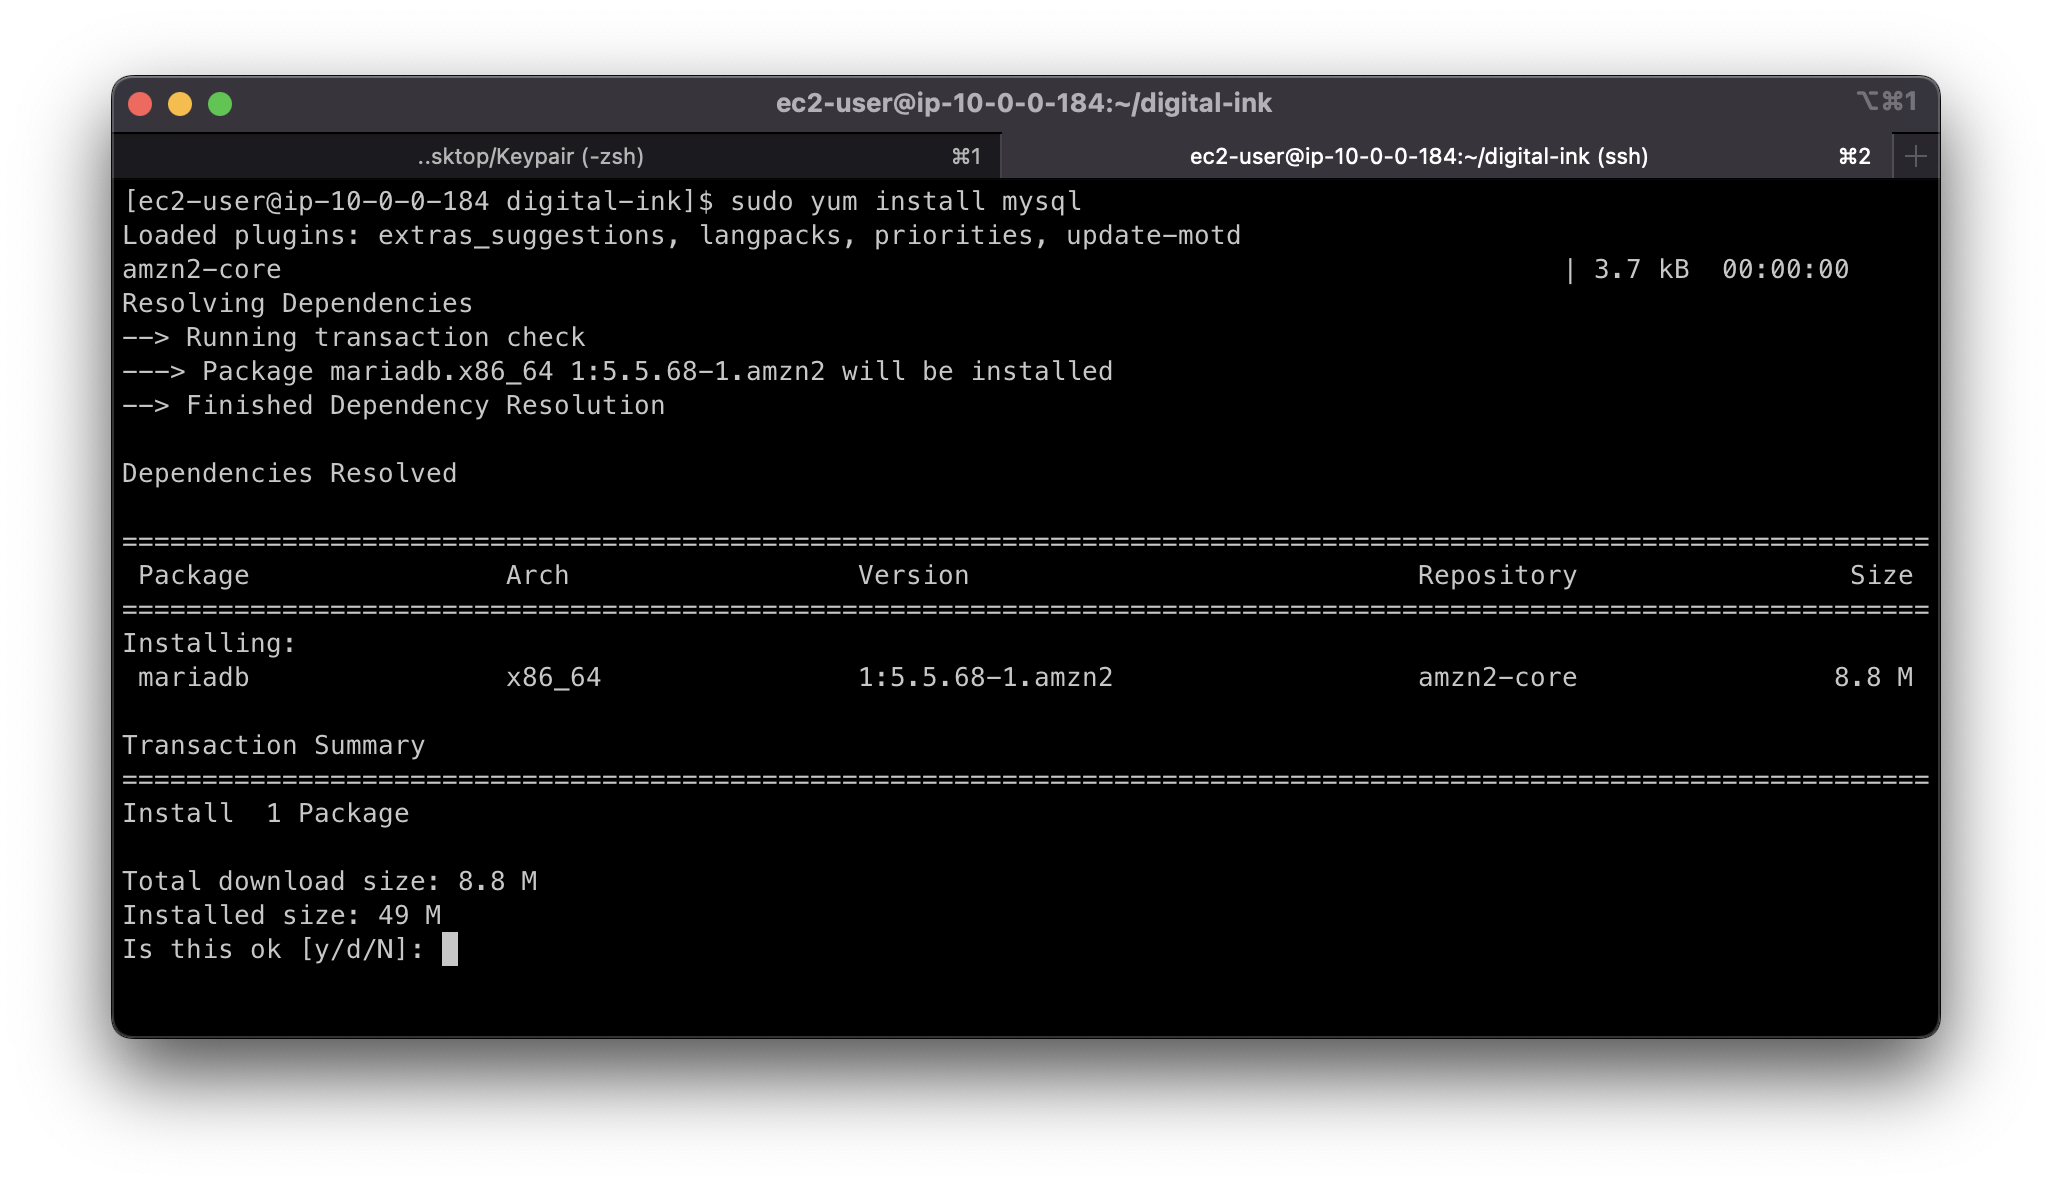 ec2-user@ip-10-0-0-184:~/digital-ink ⌥⌘1
..sktop/Keypair (-zsh) ⌘1 ec2-user@ip-10-0-0-184:~/digital-ink (ssh) ⌘2 +
[ec2-user@ip-10-0-0-184 digital-ink]$ sudo yum install mysql
Loaded plugins: extras_suggestions, langpacks, priorities, update-motd
amzn2-core | 3.7 kB 00:00:00
Resolving Dependencies
--> Running transaction check
---> Package mariadb.x86_64 1:5.5.68-1.amzn2 will be installed
--> Finished Dependency Resolution
Dependencies Resolved
=================================================================================================================
Package Arch Version Repository Size
=================================================================================================================
Installing:
mariadb x86_64 1:5.5.68-1.amzn2 amzn2-core 8.8 M
Transaction Summary
=================================================================================================================
Install 1 Package
Total download size: 8.8 M
Installed size: 49 M
Is this ok [y/d/N]: